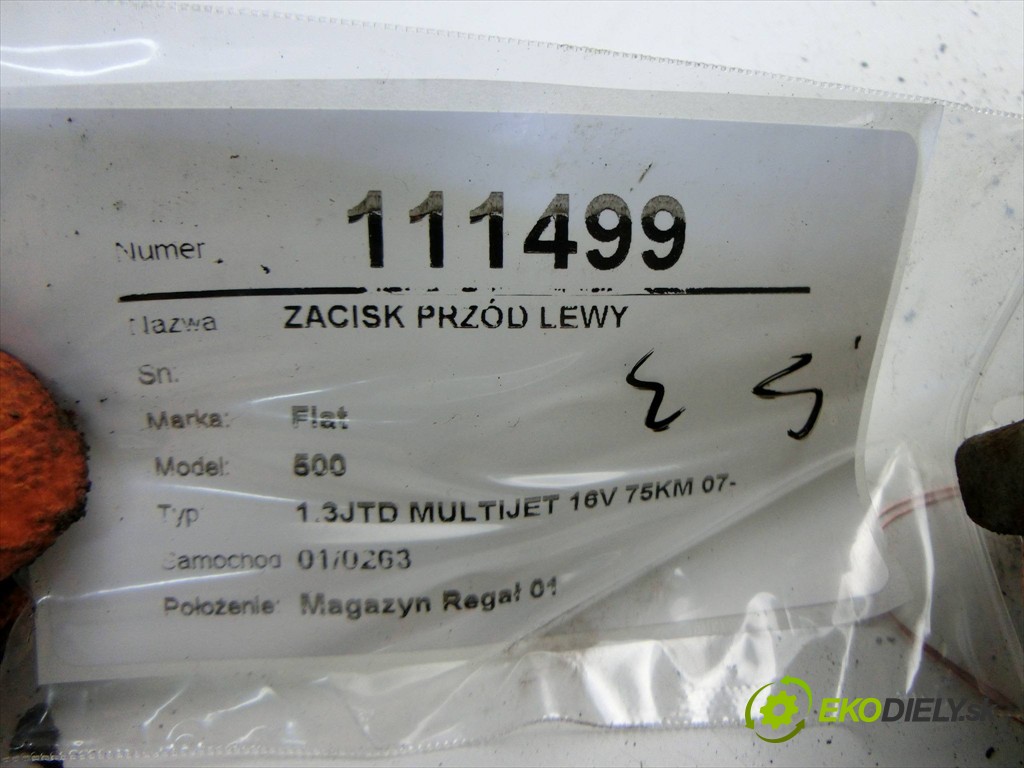 Numer 111499
Nazwa ZACISK PRZÓD LEWY
Sn:
Marka: Fiat
Model: 500
Typ 1.3JTD MULTIJET 16V 75KM 07-
Samochod 01/0263
Położenie: Magazyn Regał 01
EKODIELY.sk